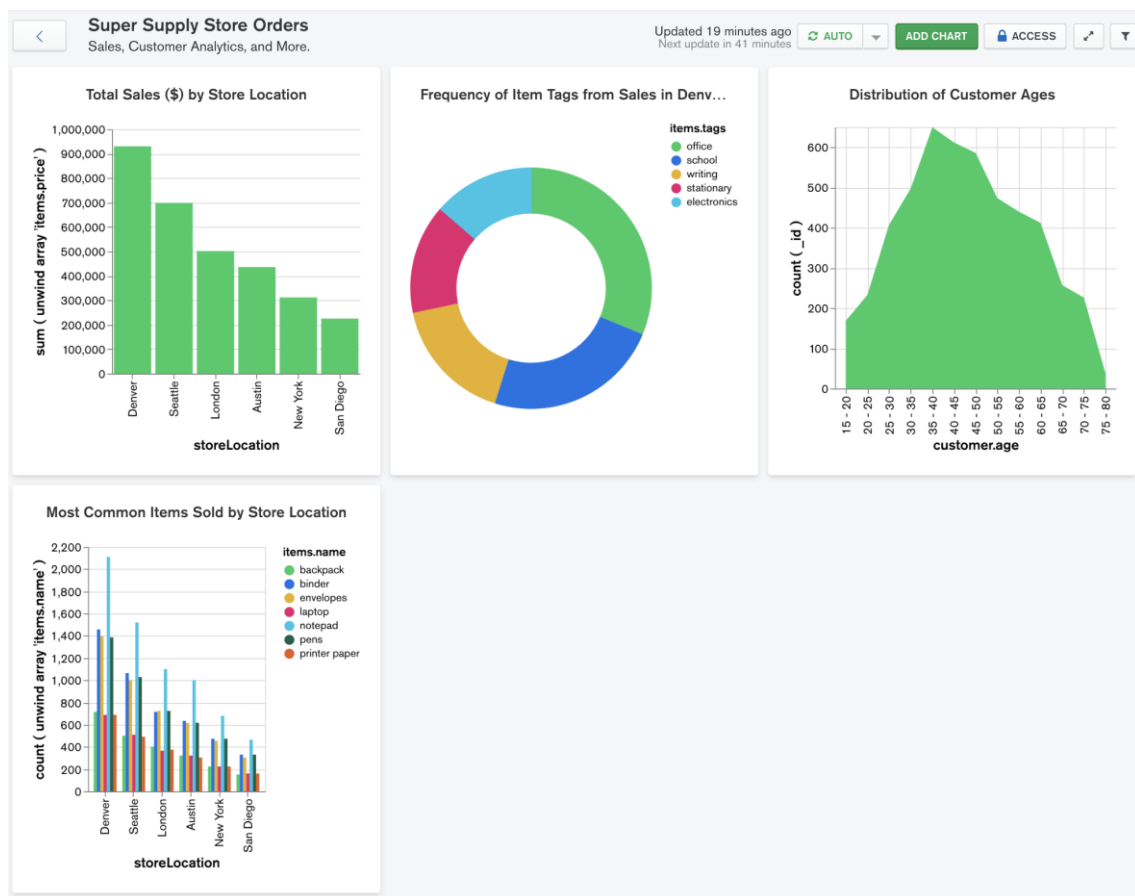 Super Supply Store Orders
Sales, Customer Analytics, and More.
Updated 19 minutes ago
Next update in 41 minutes
AUTO
ADD CHART
ACCESS
Total Sales ($) by Store Location
sum ( unwind array 'items.price' )
1,000,000
900,000
800,000
700,000
600,000
500,000
400,000
300,000
200,000
100,000
0
Denver
Seattle
London
Austin
New York
San Diego
storeLocation
Frequency of Item Tags from Sales in Denv...
items.tags
office
school
writing
stationary
electronics
Distribution of Customer Ages
count ( _id )
600
500
400
300
200
100
0
15 - 20
20 - 25
25 - 30
30 - 35
35 - 40
40 - 45
45 - 50
50 - 55
55 - 60
60 - 65
65 - 70
70 - 75
75 - 80
customer.age
Most Common Items Sold by Store Location
count ( unwind array 'items.name' )
2,200
2,000
1,800
1,600
1,400
1,200
1,000
800
600
400
200
0
Denver
Seattle
London
Austin
New York
San Diego
storeLocation
items.name
backpack
binder
envelopes
laptop
notepad
pens
printer paper